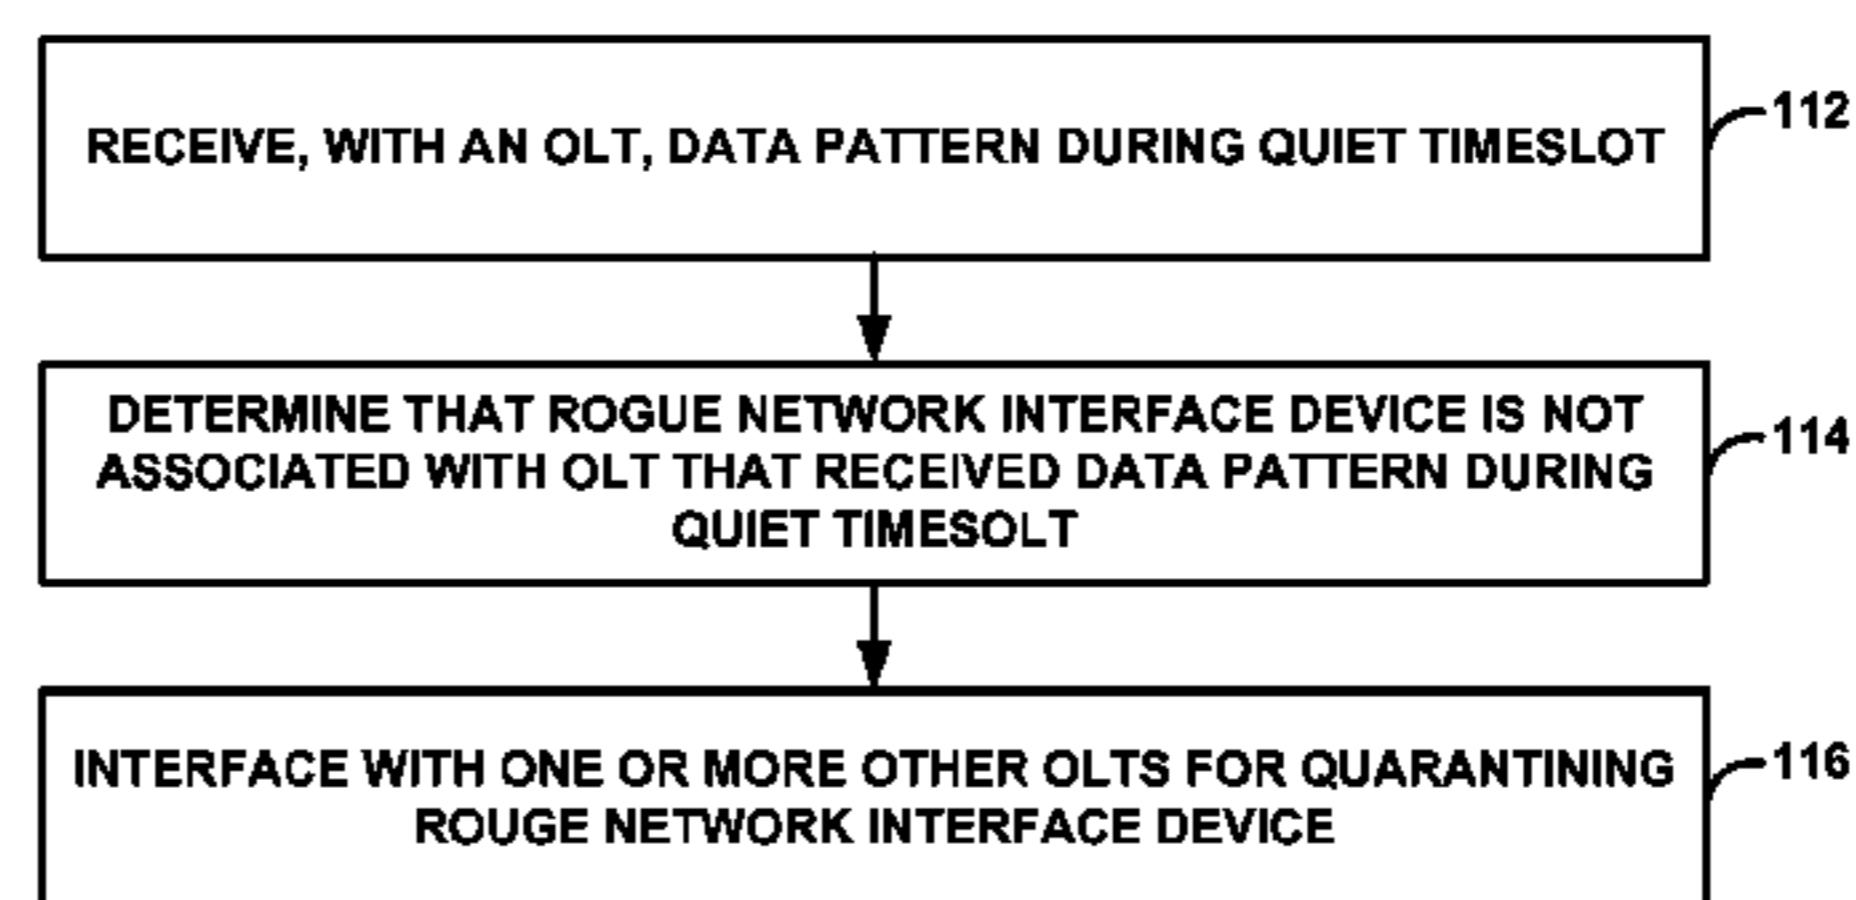 RECEIVE, WITH AN OLT, DATA PATTERN DURING QUIET TIMESLOT
112
DETERMINE THAT ROGUE NETWORK INTERFACE DEVICE IS NOT
ASSOCIATED WITH OLT THAT RECEIVED DATA PATTERN DURING
QUIET TIMESOLT
114
INTERFACE WITH ONE OR MORE OTHER OLTS FOR QUARANTINING
ROUGE NETWORK INTERFACE DEVICE
116